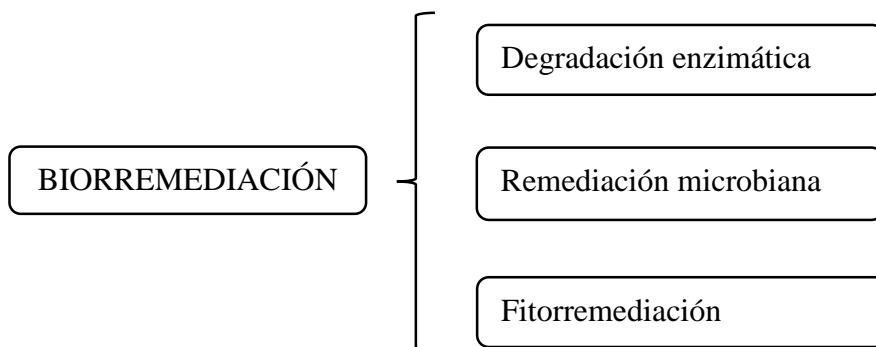 Degradación enzimática
BIORREMEDIACIÓN
Remediación microbiana
Fitorremediación